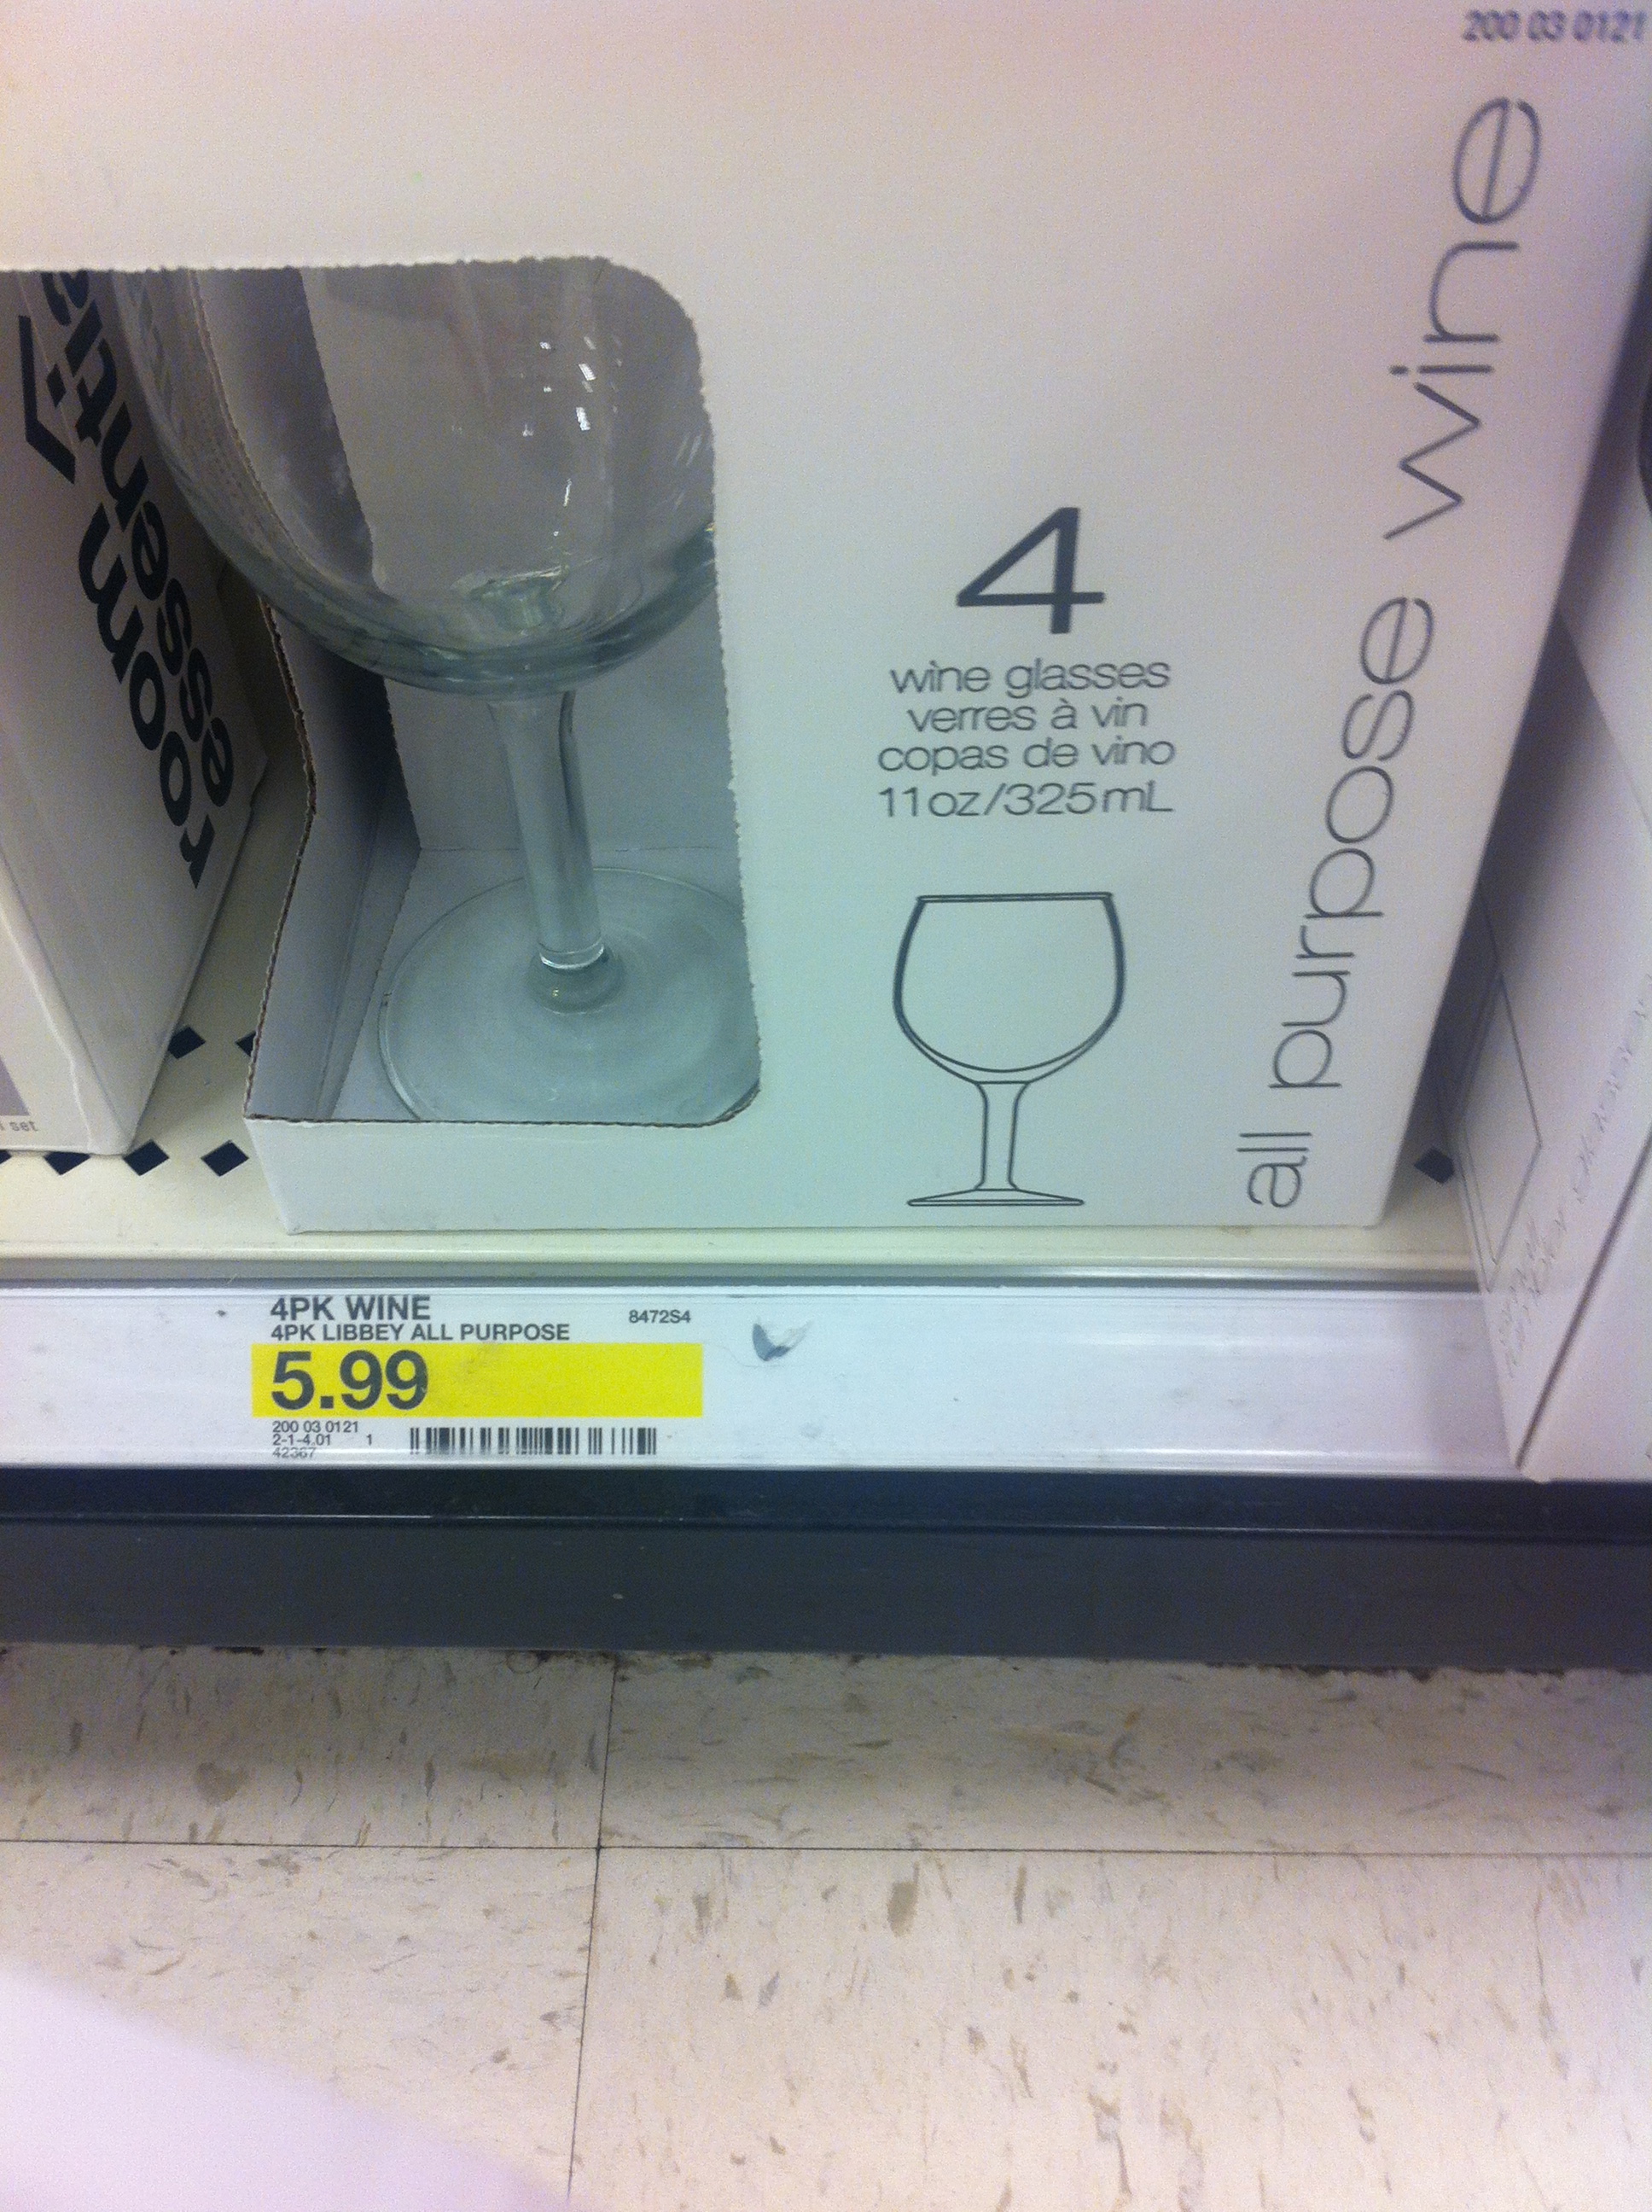 200 03 0121
all purpose wine
4
wine glasses
verres à vin
copas de vino
11oz/325mL
room
set
4PK WINE
8472S4
4PK LIBBEY ALL PURPOSE
5.99
200 03 0121
2-1-4.01 1
42367